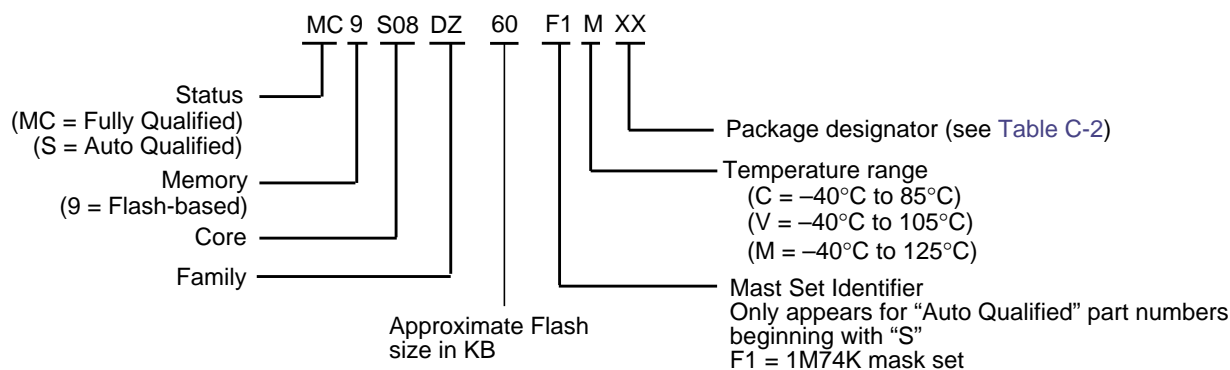 MC 9 S08 DZ 60 F1 M XX
Status
(MC = Fully Qualified)
(S = Auto Qualified)
Memory
(9 = Flash-based)
Core
Family
Approximate Flash
size in KB
Package designator (see Table C-2)
Temperature range
(C = –40°C to 85°C)
(V = –40°C to 105°C)
(M = –40°C to 125°C)
Mast Set Identifier
Only appears for “Auto Qualified” part numbers
beginning with “S”
F1 = 1M74K mask set